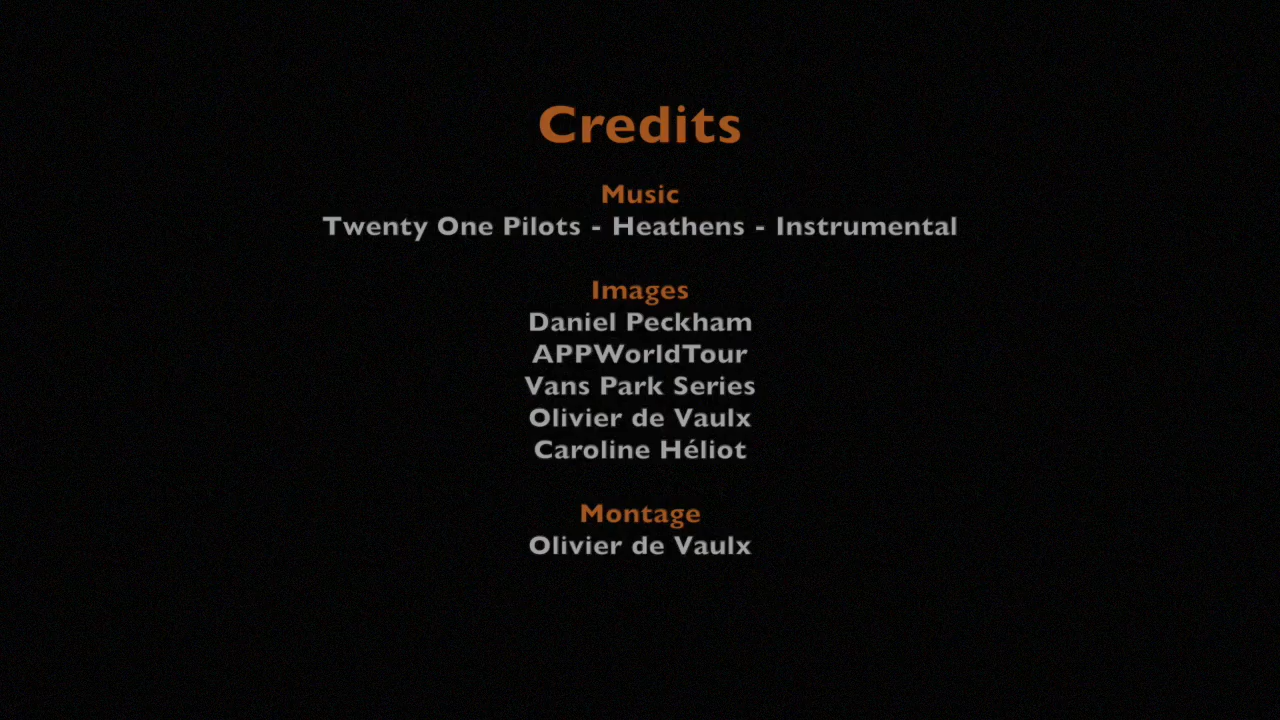 Credits
Music
Twenty One Pilots - Heathens - Instrumental
Images
Daniel Peckham
APPWorldTour
Vans Park Series
Olivier de Vaulx
Caroline Héliot
Montage
Olivier de Vaulx